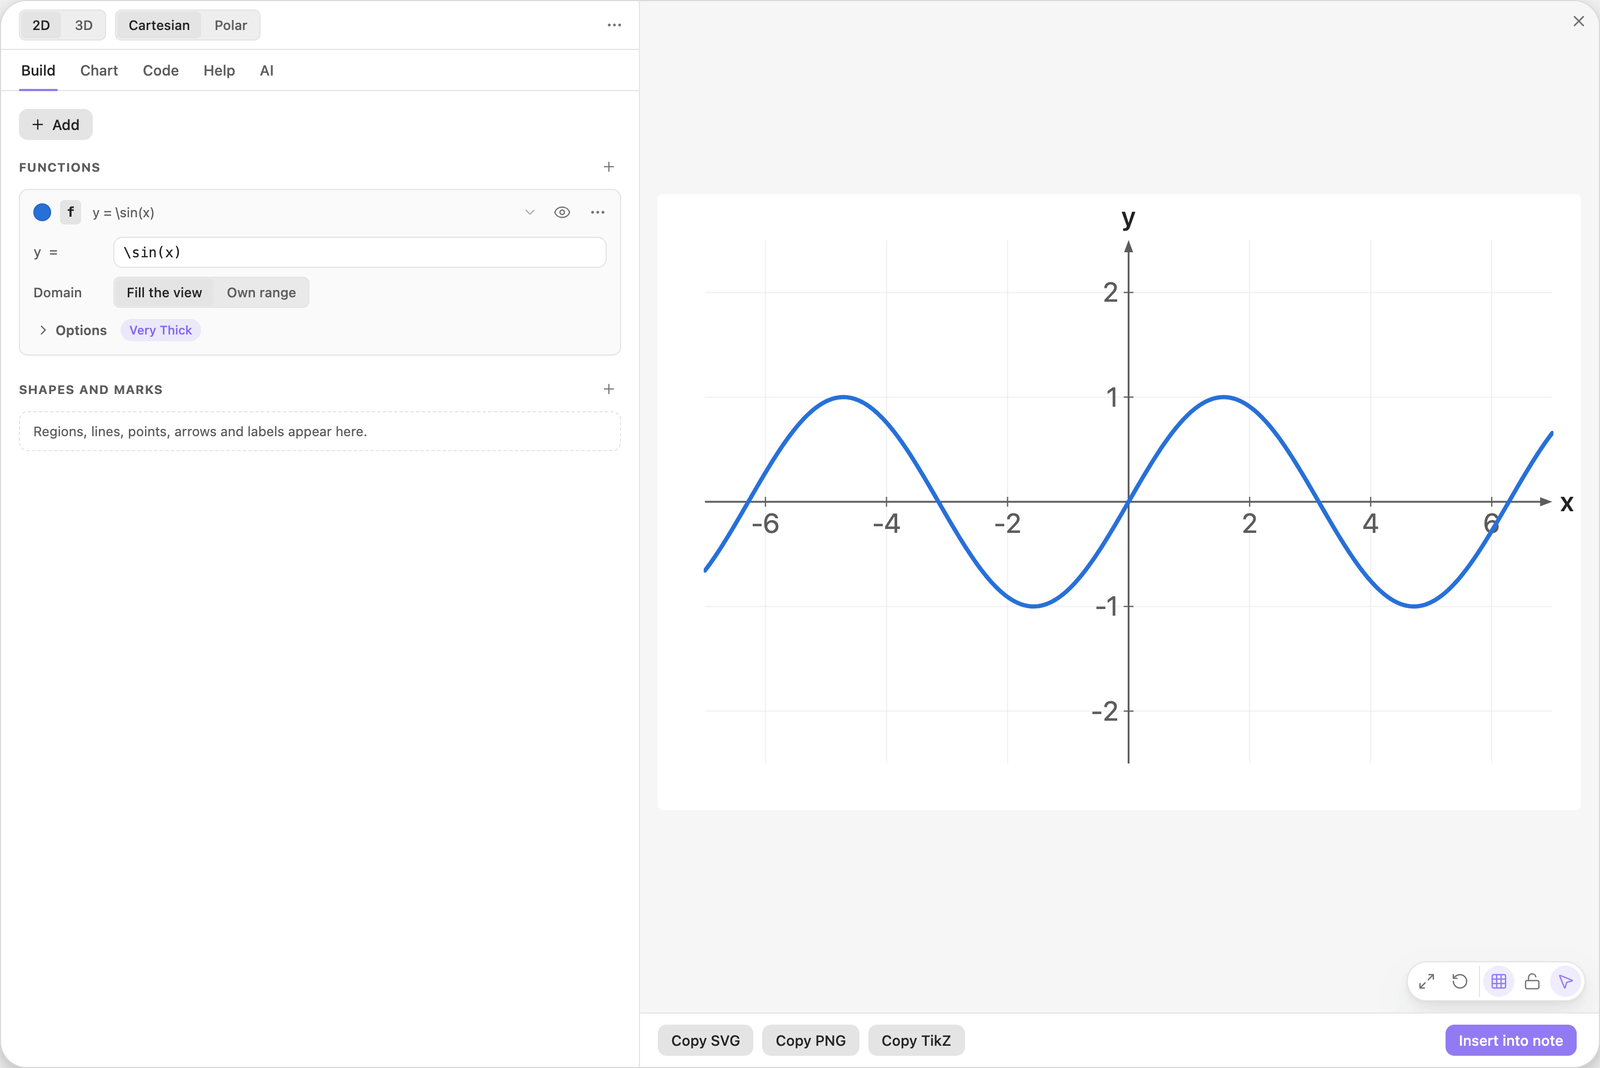 2D 3D Cartesian Polar
Build Chart Code Help AI
+ Add
FUNCTIONS
f y = \sin(x)
y = \sin(x)
Domain Fill the view Own range
Options Very Thick
SHAPES AND MARKS
Regions, lines, points, arrows and labels appear here.
y
2
1
x
-6 -4 -2 2 4 6
-1
-2
Copy SVG Copy PNG Copy TikZ Insert into note